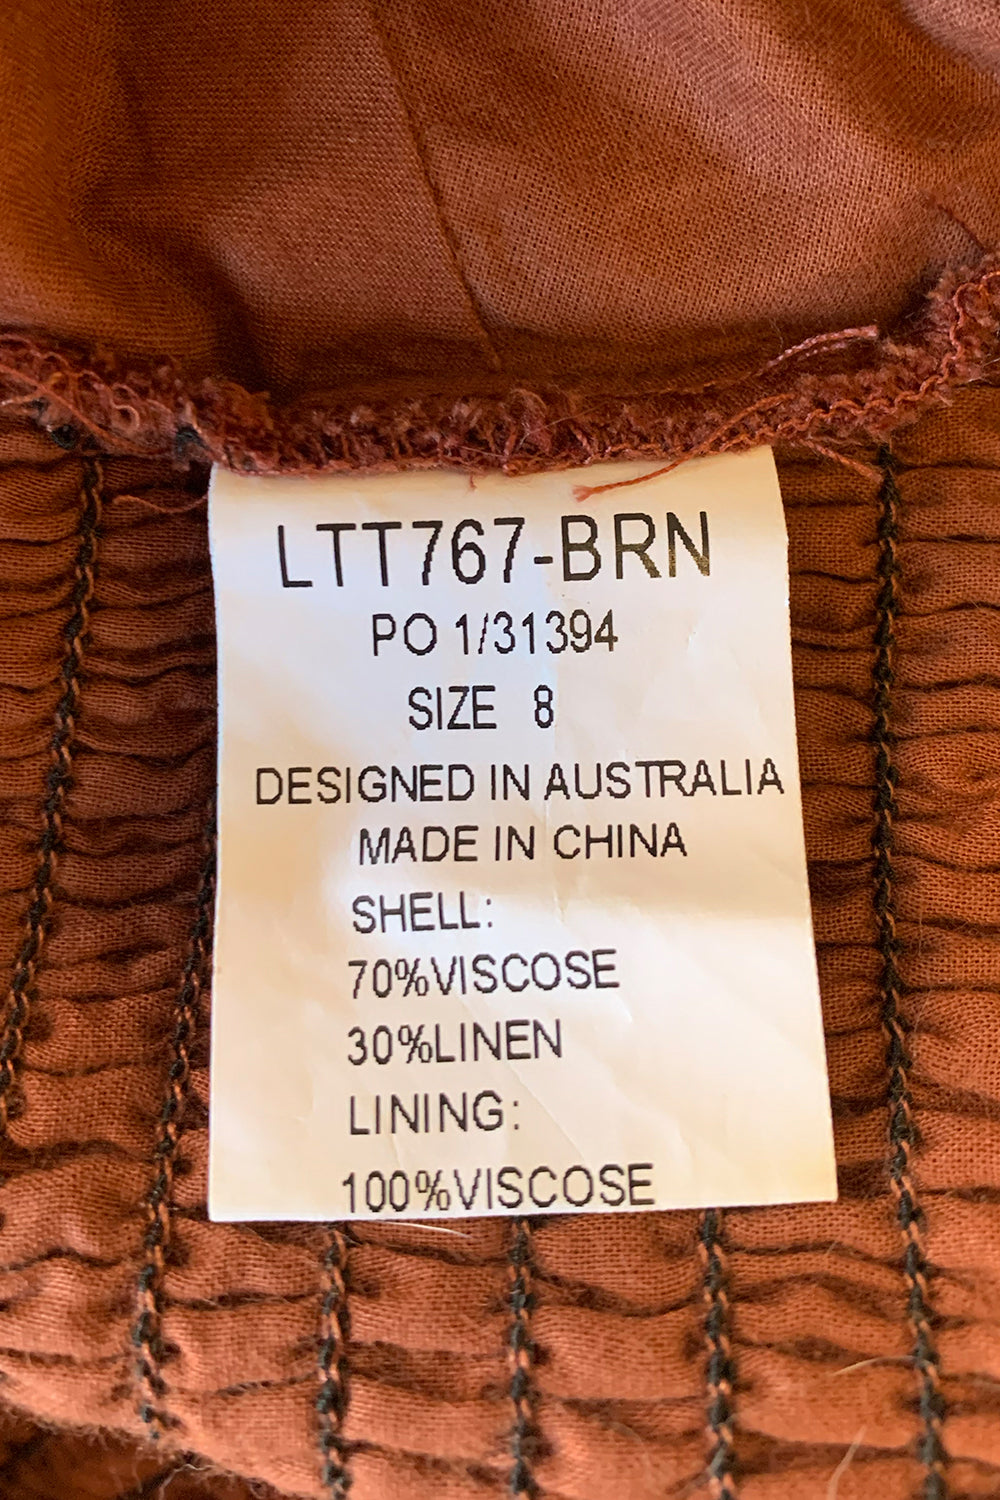 LTT767-BRN
PO 1/31394
SIZE 8
DESIGNED IN AUSTRALIA
MADE IN CHINA
SHELL:
70%VISCOSE
30%LINEN
LINING:
100%VISCOSE